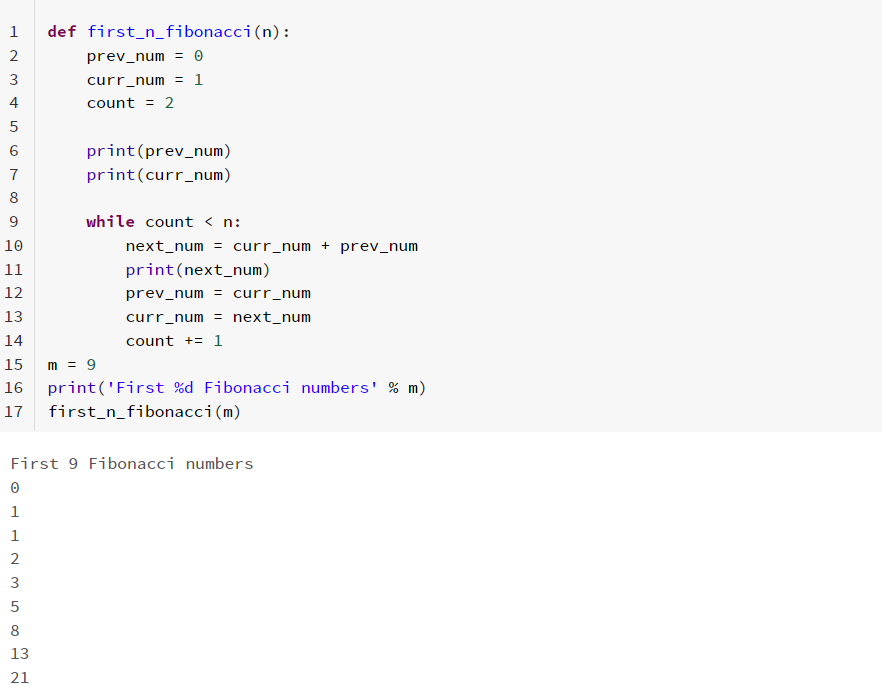 1 def first_n_fibonacci(n):
2     prev_num = 0
3     curr_num = 1
4     count = 2
5
6     print(prev_num)
7     print(curr_num)
8
9     while count < n:
10         next_num = curr_num + prev_num
11         print(next_num)
12         prev_num = curr_num
13         curr_num = next_num
14         count += 1
15 m = 9
16 print('First %d Fibonacci numbers' % m)
17 first_n_fibonacci(m)
First 9 Fibonacci numbers
0
1
1
2
3
5
8
13
21